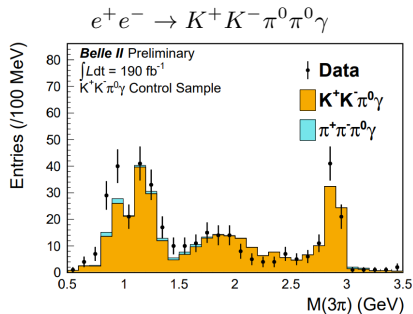 e⁺e⁻ → K⁺K⁻π⁰π⁰γ
Belle II Preliminary
∫Ldt = 190 fb⁻¹
K⁺K⁻π⁰γ Control Sample
Data
K⁺K⁻π⁰γ
π⁺π⁻π⁰γ
Entries (/100 MeV)
80
70
60
50
40
30
20
10
0
0.5 1 1.5 2 2.5 3 3.5
M(3π) (GeV)